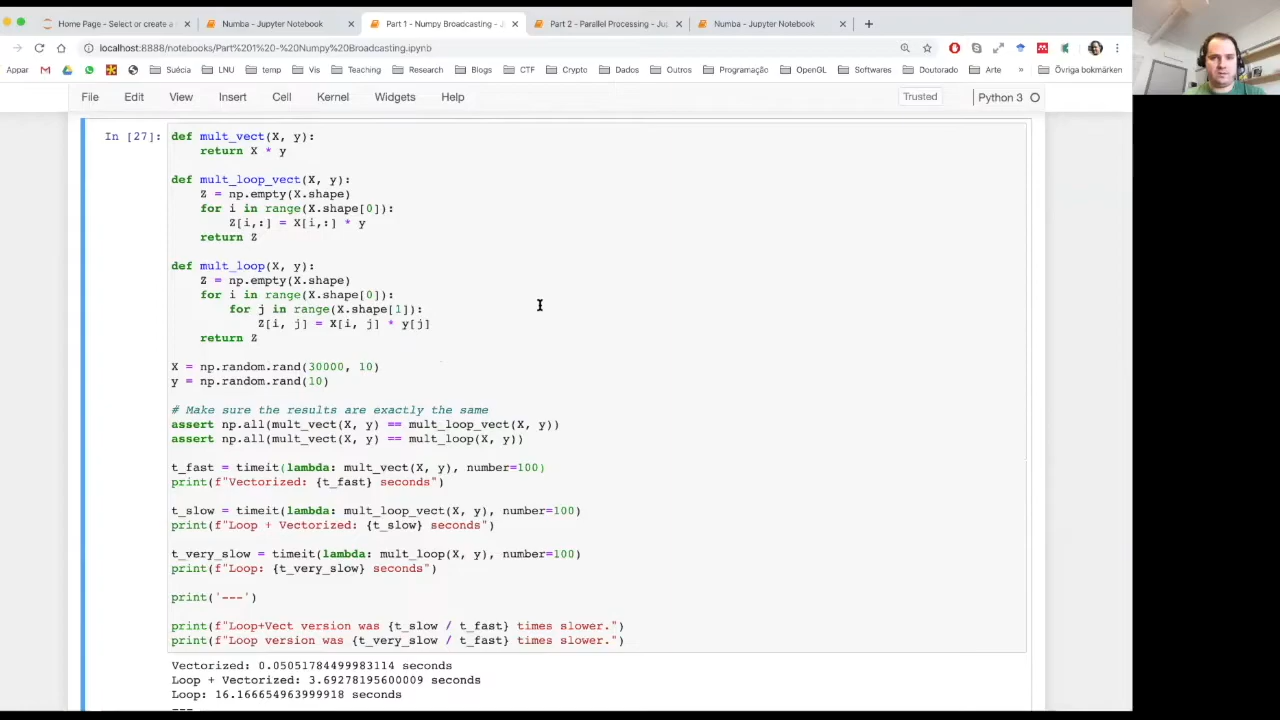 Home Page - Select or create a
Numba - Jupyter Notebook
Part 1 - Numpy Broadcasting -
Part 2 - Parallel Processing - Ju
Numba - Jupyter Notebook
localhost:8888/notebooks/Part%201%20-%20Numpy%20Broadcasting.ipynb
Appar
Suécia
LNU
temp
Vis
Teaching
Research
Blogs
CTF
Crypto
Dados
Outros
Programação
OpenGL
Softwares
Doutorado
Arte
»
Övriga bokmärken
File Edit View Insert Cell Kernel Widgets Help
Trusted
Python 3
In [27]:
def mult_vect(X, y):
    return X * y
def mult_loop_vect(X, y):
    Z = np.empty(X.shape)
    for i in range(X.shape[0]):
        Z[i,:] = X[i,:] * y
    return Z
def mult_loop(X, y):
    Z = np.empty(X.shape)
    for i in range(X.shape[0]):
        for j in range(X.shape[1]):
            Z[i, j] = X[i, j] * y[j]
    return Z
X = np.random.rand(30000, 10)
y = np.random.rand(10)
# Make sure the results are exactly the same
assert np.all(mult_vect(X, y) == mult_loop_vect(X, y))
assert np.all(mult_vect(X, y) == mult_loop(X, y))
t_fast = timeit(lambda: mult_vect(X, y), number=100)
print(f"Vectorized: {t_fast} seconds")
t_slow = timeit(lambda: mult_loop_vect(X, y), number=100)
print(f"Loop + Vectorized: {t_slow} seconds")
t_very_slow = timeit(lambda: mult_loop(X, y), number=100)
print(f"Loop: {t_very_slow} seconds")
print('---')
print(f"Loop+Vect version was {t_slow / t_fast} times slower.")
print(f"Loop version was {t_very_slow / t_fast} times slower.")
Vectorized: 0.05051784499983114 seconds
Loop + Vectorized: 3.69278195600009 seconds
Loop: 16.166654963999918 seconds
---